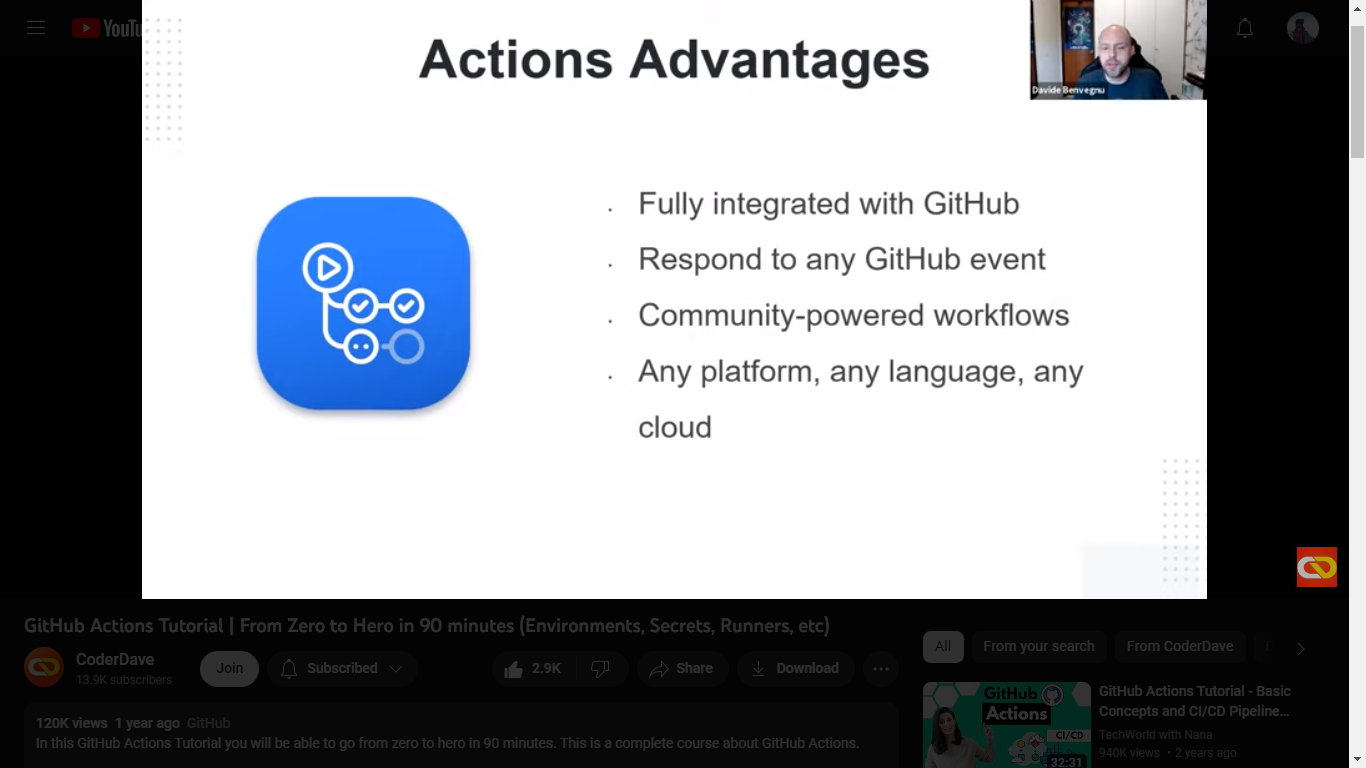 YouTu
Actions Advantages
Davide Benvegnu
. Fully integrated with GitHub
. Respond to any GitHub event
. Community-powered workflows
. Any platform, any language, any
cloud
GitHub Actions Tutorial | From Zero to Hero in 90 minutes (Environments, Secrets, Runners, etc)
CoderDave
13.9K subscribers
Join
Subscribed
2.9K
Share
Download
120K views 1 year ago GitHub
In this GitHub Actions Tutorial you will be able to go from zero to hero in 90 minutes. This is a complete course about GitHub Actions.
All
From your search
From CoderDave
GitHub
Actions
CI/CD
32:31
GitHub Actions Tutorial - Basic
Concepts and CI/CD Pipeline...
TechWorld with Nana
940K views • 2 years ago